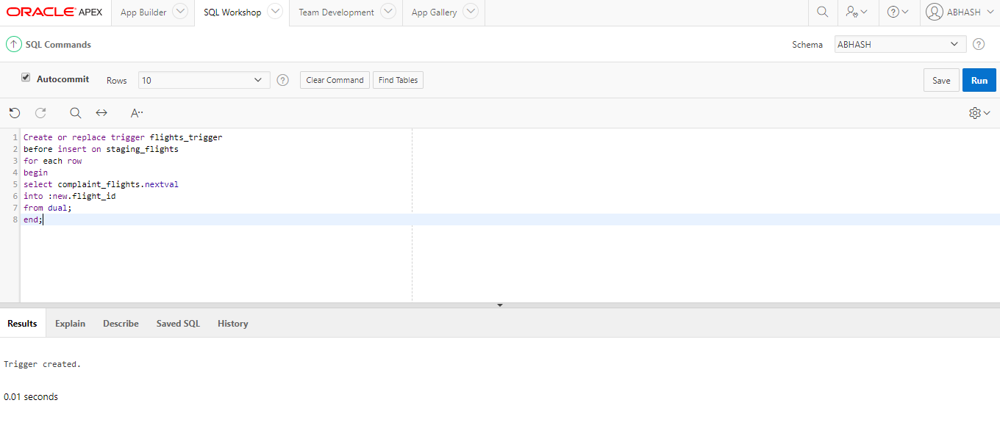 ORACLE APEX App Builder SQL Workshop Team Development App Gallery ABHASH
SQL Commands Schema ABHASH
Autocommit Rows 10 Clear Command Find Tables Save Run
A
1 Create or replace trigger flights_trigger
2 before insert on staging_flights
3 for each row
4 begin
5 select complaint_flights.nextval
6 into :new.flight_id
7 from dual;
8 end;
Results Explain Describe Saved SQL History
Trigger created.
0.01 seconds